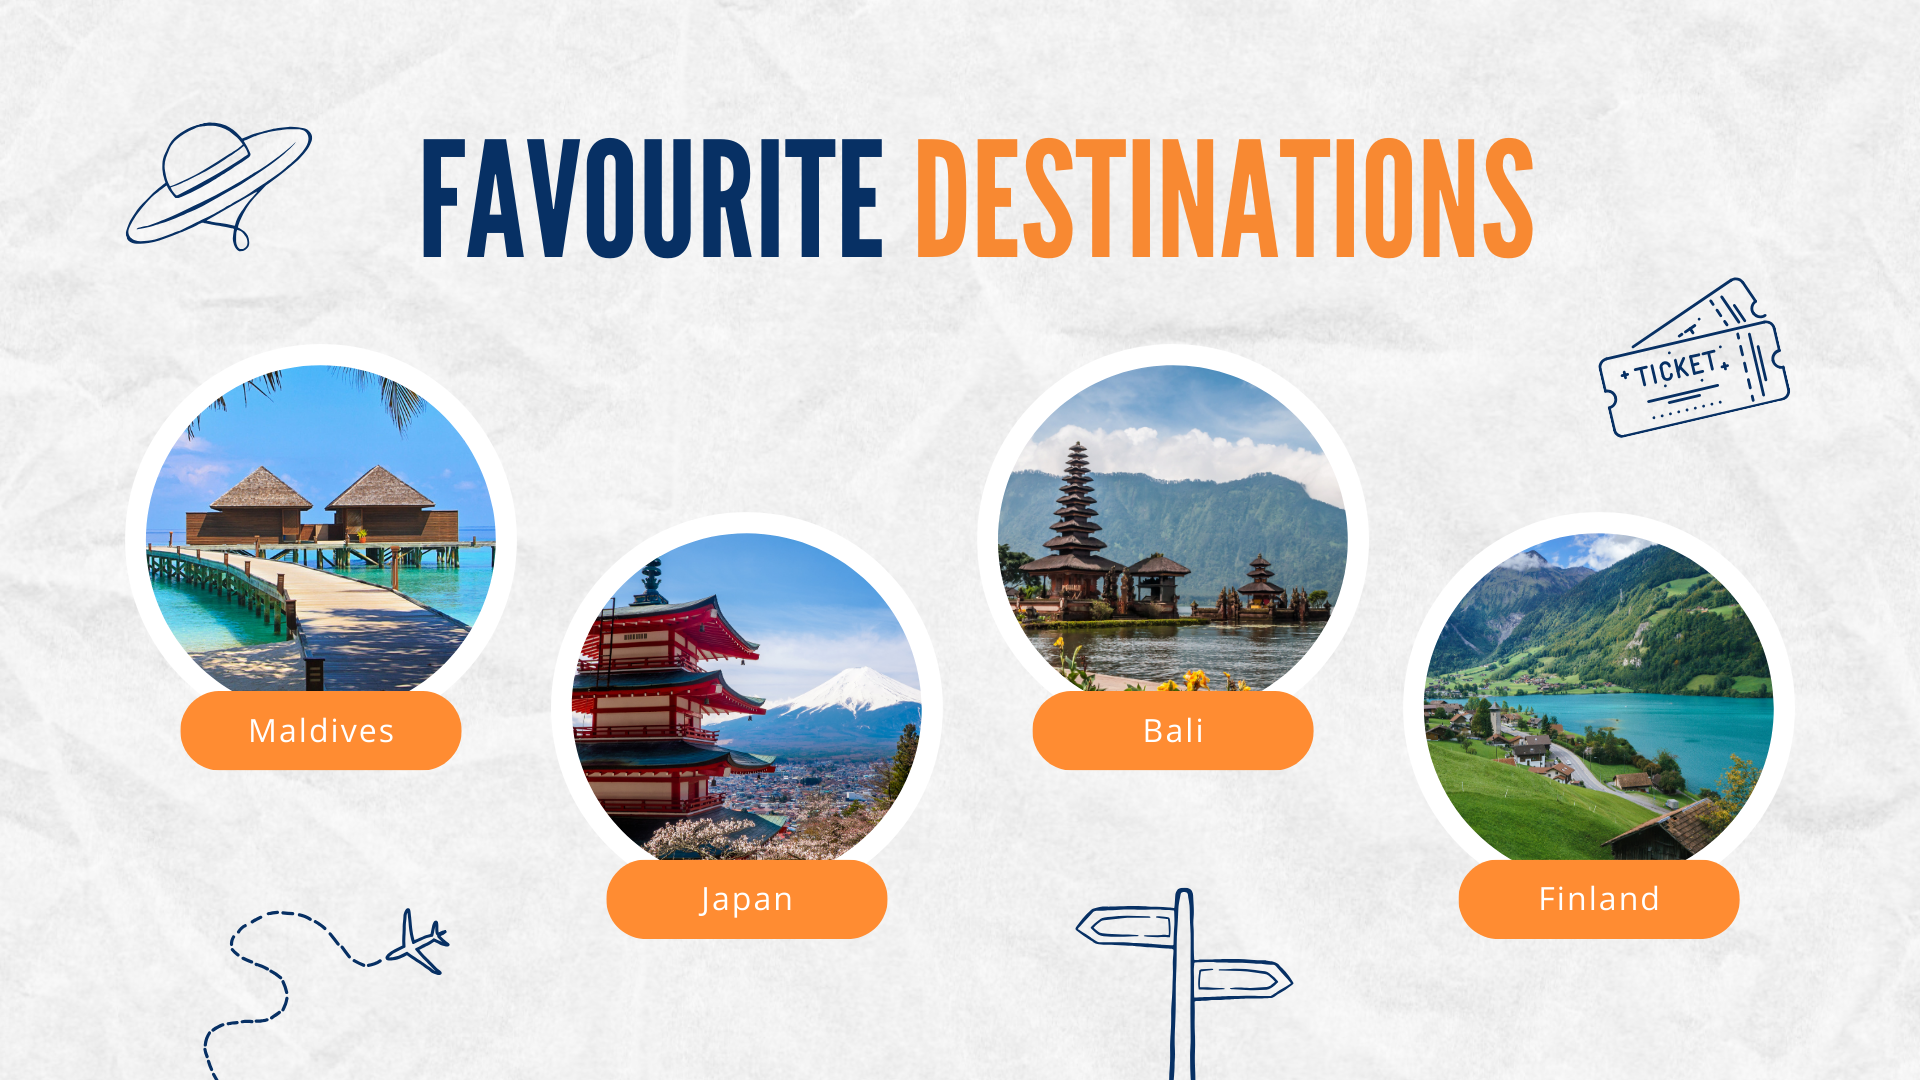 FAVOURITE DESTINATIONS
TICKET
Maldives
Bali
Japan
Finland